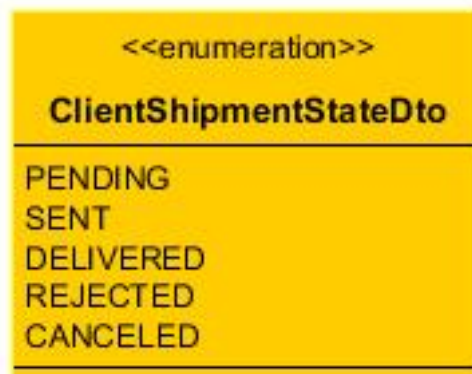 <<enumeration>>
ClientShipmentStateDto
PENDING
SENT
DELIVERED
REJECTED
CANCELED